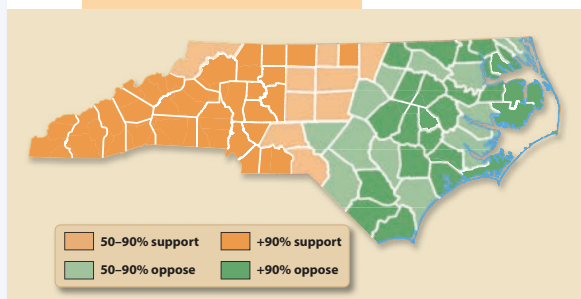 50–90% support
+90% support
50–90% oppose
+90% oppose